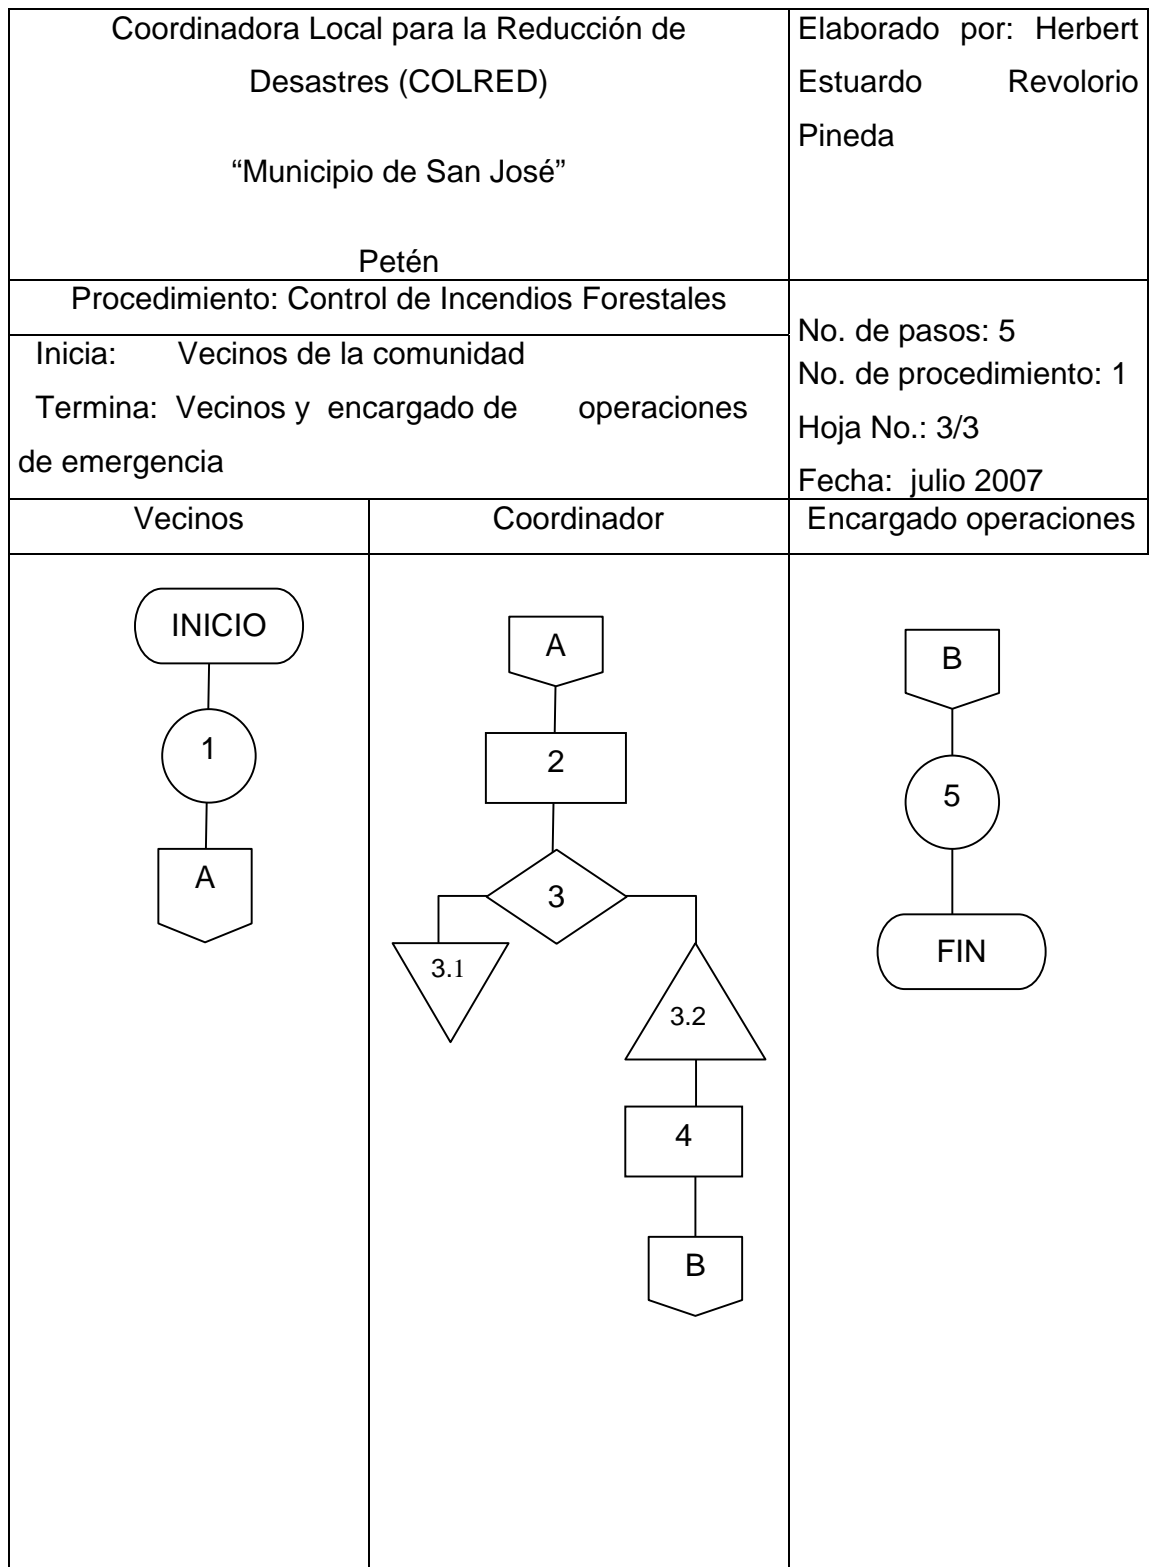 Coordinadora Local para la Reducción de
Desastres (COLRED)
“Municipio de San José”
Petén
Elaborado por: Herbert
Estuardo Revolorio
Pineda
Procedimiento: Control de Incendios Forestales
Inicia: Vecinos de la comunidad
Termina: Vecinos y encargado de operaciones
de emergencia
No. de pasos: 5
No. de procedimiento: 1
Hoja No.: 3/3
Fecha: julio 2007
Vecinos
Coordinador
Encargado operaciones
INICIO
1
A
A
2
3
3.1
3.2
4
B
B
5
FIN